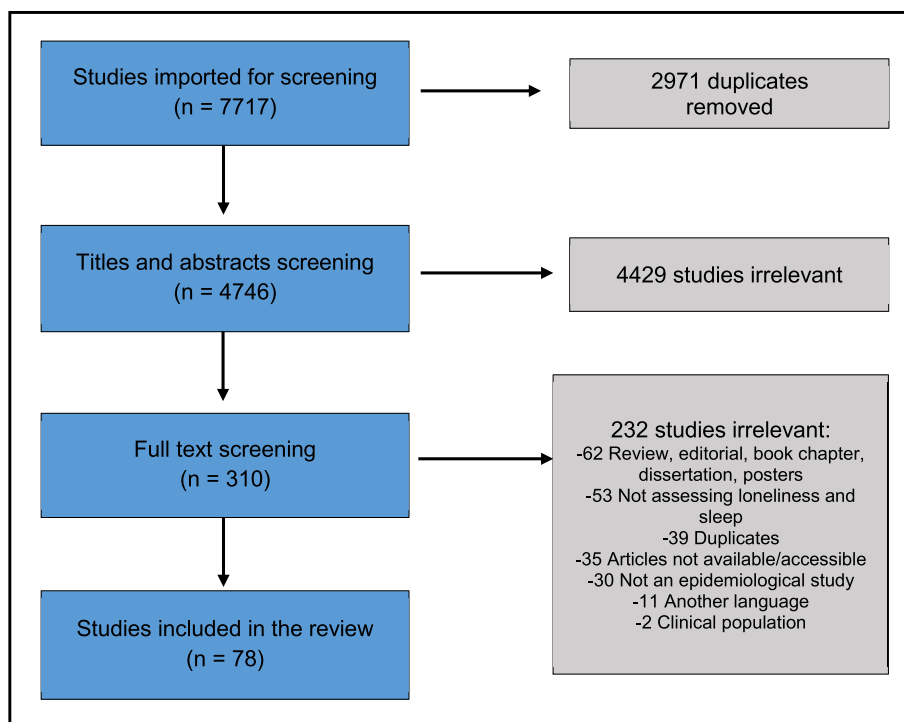 Studies imported for screening
(n = 7717)
2971 duplicates
removed
Titles and abstracts screening
(n = 4746)
4429 studies irrelevant
Full text screening
(n = 310)
232 studies irrelevant:
-62 Review, editorial, book chapter,
dissertation, posters
-53 Not assessing loneliness and
sleep
-39 Duplicates
-35 Articles not available/accessible
-30 Not an epidemiological study
-11 Another language
-2 Clinical population
Studies included in the review
(n = 78)